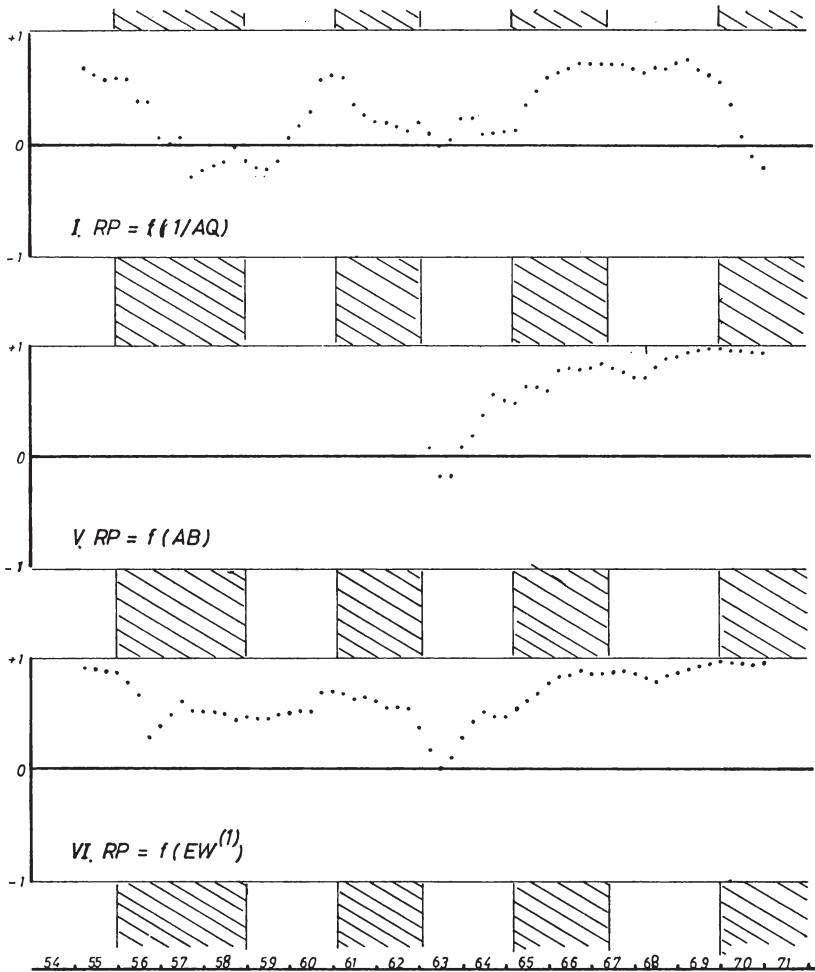 +1
0
I. RP = f(1/AQ)
-1
+1
0
V. RP = f(AB)
-1
+1
0
VI. RP = f(EW(1))
-1
54 55 56 57 58 59 60 61 62 63 64 65 66 67 68 69 70 71